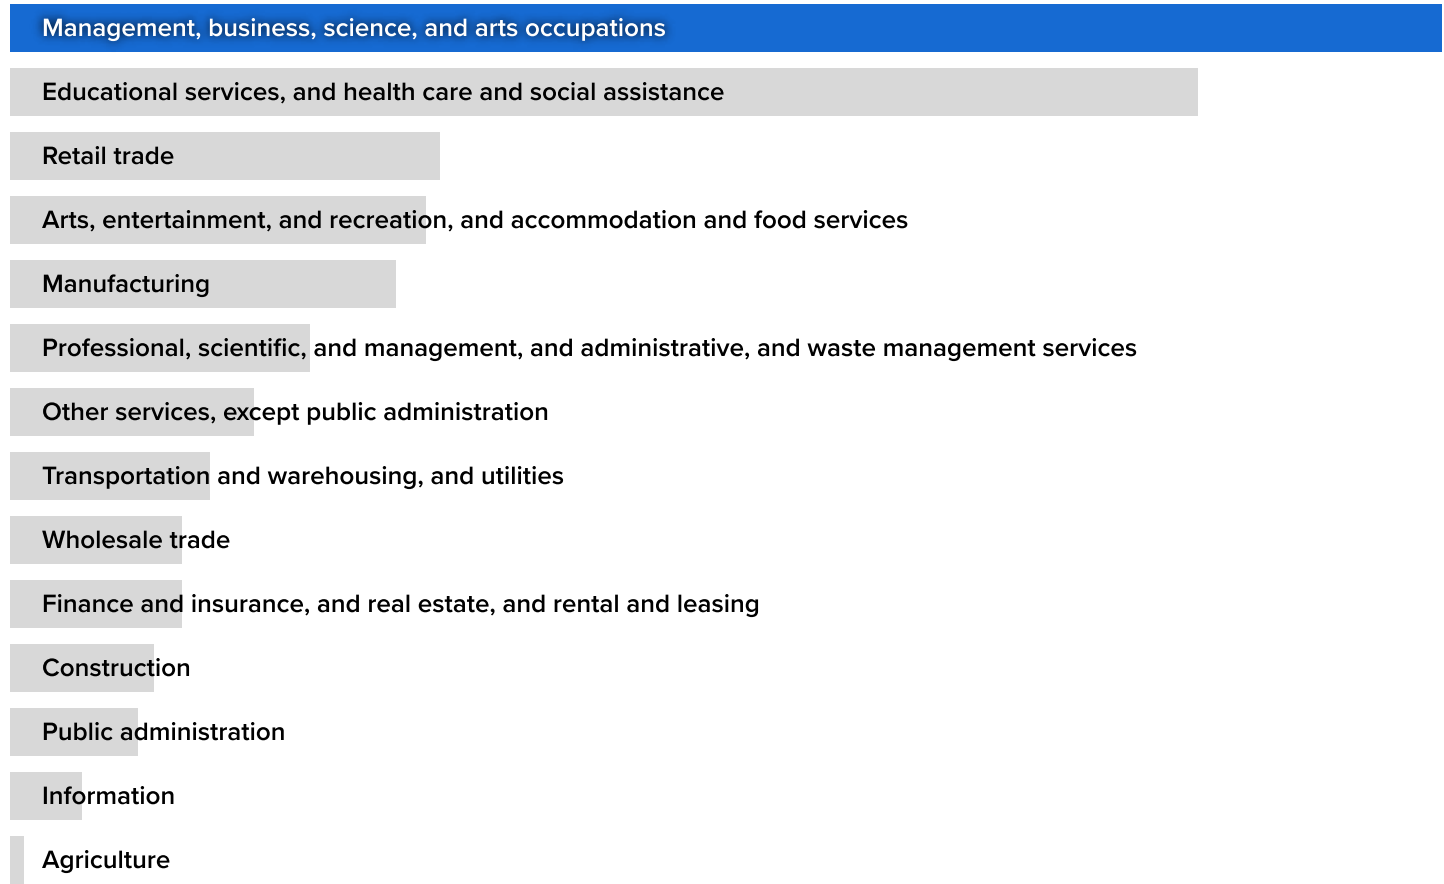 Management, business, science, and arts occupations
Educational services, and health care and social assistance
Retail trade
Arts, entertainment, and recreation, and accommodation and food services
Manufacturing
Professional, scientific, and management, and administrative, and waste management services
Other services, except public administration
Transportation and warehousing, and utilities
Wholesale trade
Finance and insurance, and real estate, and rental and leasing
Construction
Public administration
Information
Agriculture